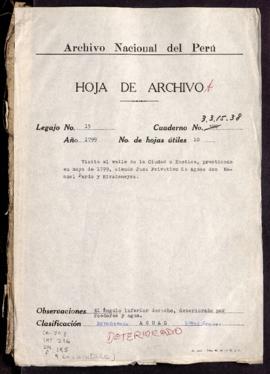 Archivo Nacional del Perú
HOJA DE ARCHIVO
3.3.15.38
Legajo No. 15 Cuaderno No.
Año 1799 No. de hojas útiles 10
Visita al valle de la Ciudad o Rustica, practicada
en mayo de 1799, siendo Juez Privativo de Aguas don Ma-
nuel Pardo y Rivadeneyra.
Observaciones El ángulo inferior derecho, deteriorado por
roedores y agua.
Clasificación AGUAS
DETERIORADO